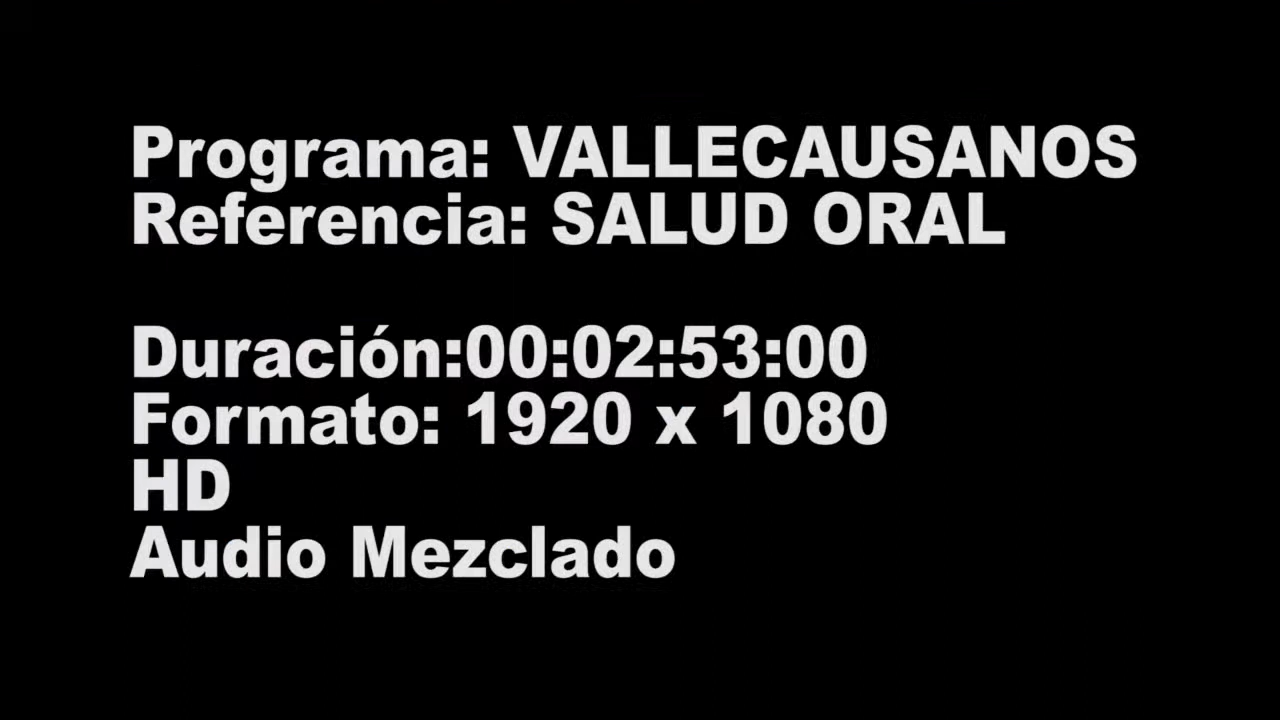 Programa: VALLECAUSANOS
Referencia: SALUD ORAL
Duración:00:02:53:00
Formato: 1920 x 1080
HD
Audio Mezclado